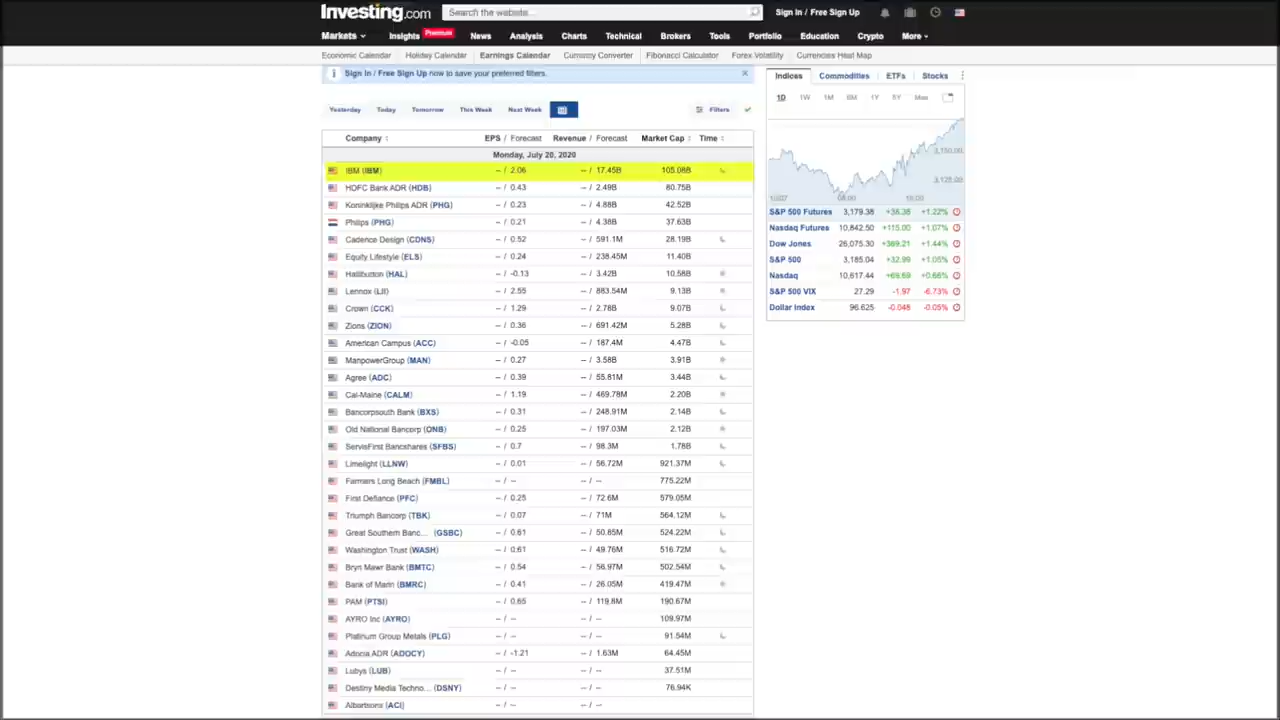 Investing.com
Search the website...
Sign In / Free Sign Up
Markets
Insights Premium
News
Analysis
Charts
Technical
Brokers
Tools
Portfolio
Education
Crypto
More
Economic Calendar
Holiday Calendar
Earnings Calendar
Currency Converter
Fibonacci Calculator
Forex Volatility
Currencies Heat Map
Sign In / Free Sign Up now to save your preferred filters.
Yesterday Today Tomorrow This Week Next Week Filters
Company EPS / Forecast Revenue / Forecast Market Cap Time
Monday, July 20, 2020
IBM (IBM) -- / 2.06 -- / 17.45B 105.08B
HDFC Bank ADR (HDB) -- / 0.43 -- / 2.49B 80.75B
Koninklijke Philips ADR (PHG) -- / 0.23 -- / 4.88B 42.52B
Philips (PHG) -- / 0.21 -- / 4.38B 37.63B
Cadence Design (CDNS) -- / 0.52 -- / 591.1M 28.19B
Equity Lifestyle (ELS) -- / 0.24 -- / 238.45M 11.40B
Halliburton (HAL) -- / -0.13 -- / 3.42B 10.58B
Lennox (LII) -- / 2.55 -- / 883.54M 9.13B
Crown (CCK) -- / 1.29 -- / 2.78B 9.07B
Zions (ZION) -- / 0.36 -- / 691.42M 5.28B
American Campus (ACC) -- / -0.05 -- / 187.4M 4.47B
ManpowerGroup (MAN) -- / 0.27 -- / 3.58B 3.91B
Agree (ADC) -- / 0.39 -- / 55.81M 3.44B
Cal-Maine (CALM) -- / 1.19 -- / 469.78M 2.20B
Bancorpsouth Bank (BXS) -- / 0.31 -- / 248.91M 2.14B
Old National Bancorp (ONB) -- / 0.25 -- / 197.03M 2.12B
ServisFirst Bancshares (SFBS) -- / 0.7 -- / 98.3M 1.78B
Limelight (LLNW) -- / 0.01 -- / 56.72M 921.37M
Farmers Long Beach (FMBL) -- / -- -- / -- 775.22M
First Defiance (PFC) -- / 0.25 -- / 72.6M 579.05M
Triumph Bancorp (TBK) -- / 0.07 -- / 71M 564.12M
Great Southern Banc... (GSBC) -- / 0.61 -- / 50.85M 524.22M
Washington Trust (WASH) -- / 0.61 -- / 49.76M 516.72M
Bryn Mawr Bank (BMTC) -- / 0.54 -- / 56.97M 502.54M
Bank of Marin (BMRC) -- / 0.41 -- / 26.05M 419.47M
PAM (PTSI) -- / 0.65 -- / 119.8M 190.67M
AYRO Inc (AYRO) -- / -- -- / -- 109.97M
Platinum Group Metals (PLG) -- / -- -- / -- 91.54M
Adocia ADR (ADOCY) -- / -1.21 -- / 1.63M 64.45M
Lubys (LUB) -- / -- -- / -- 37.51M
Destiny Media Techno... (DSNY) -- / -- -- / -- 76.94K
Albertsons (ACI) -- / -- -- / --
Indices Commodities ETFs Stocks
1D 1W 1M 6M 1Y 5Y Max
3,150.00
3,125.00
10/07 08:00 19:00
S&P 500 Futures 3,179.38 +38.38 +1.22%
Nasdaq Futures 10,842.50 +115.00 +1.07%
Dow Jones 26,075.30 +369.21 +1.44%
S&P 500 3,185.04 +32.99 +1.05%
Nasdaq 10,617.44 +69.69 +0.66%
S&P 500 VIX 27.29 -1.97 -6.73%
Dollar Index 96.625 -0.048 -0.05%